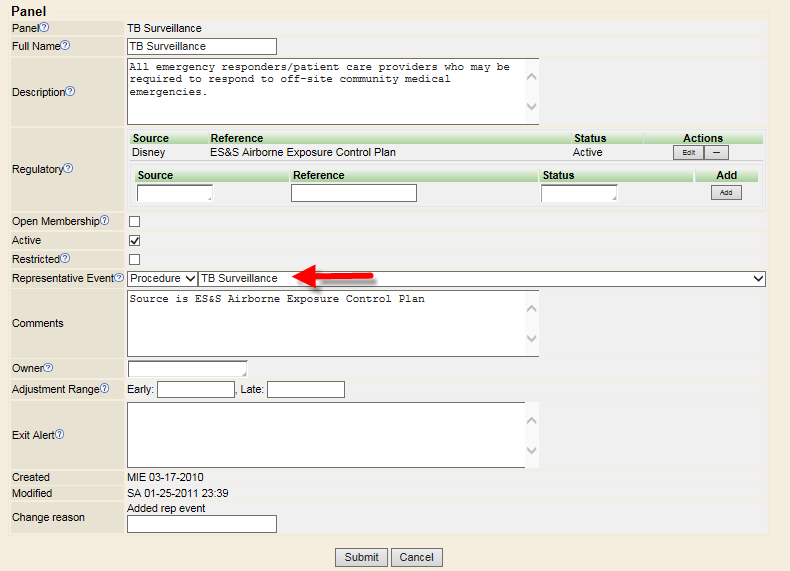 Panel
Panel? TB Surveillance
Full Name? TB Surveillance
Description? All emergency responders/patient care providers who may be
required to respond to off-site community medical
emergencies.
Regulatory?
Source Reference Status Actions
Disney ES&S Airborne Exposure Control Plan Active Edit −
Source Reference Status Add
Add
Open Membership?
Active
Restricted?
Representative Event? Procedure TB Surveillance
Comments Source is ES&S Airborne Exposure Control Plan
Owner?
Adjustment Range? Early: , Late:
Exit Alert?
Created MIE 03-17-2010
Modified SA 01-25-2011 23:39
Change reason Added rep event
Submit Cancel